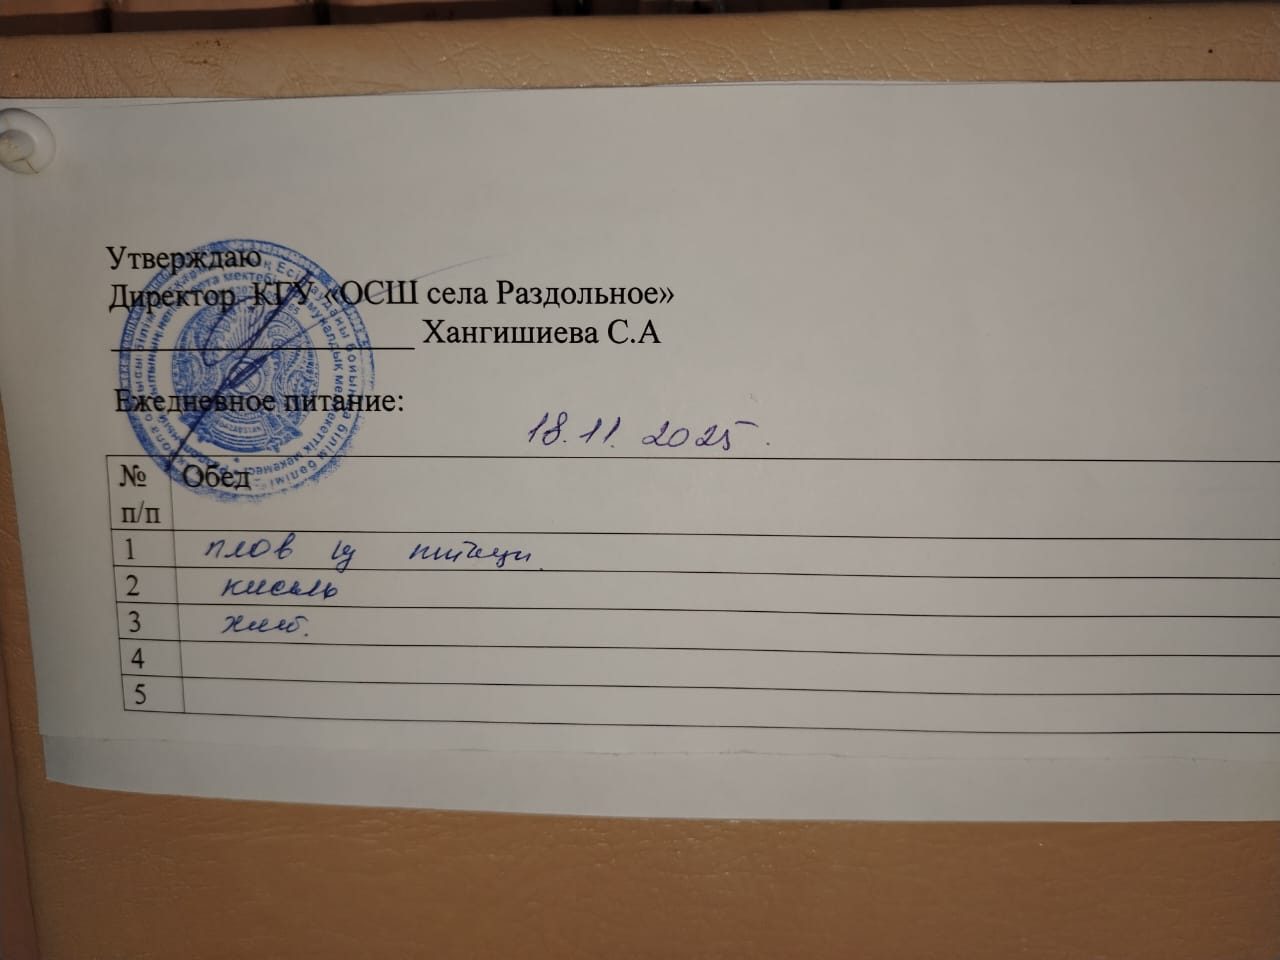 Утверждаю
Директор КГУ «ОСШ села Раздольное»
Хангишиева С.А
Ежедневное питание:
18.11.2025.
№ п/п Обед
1 плов из птицы.
2 кисель
3 хлеб.
4
5